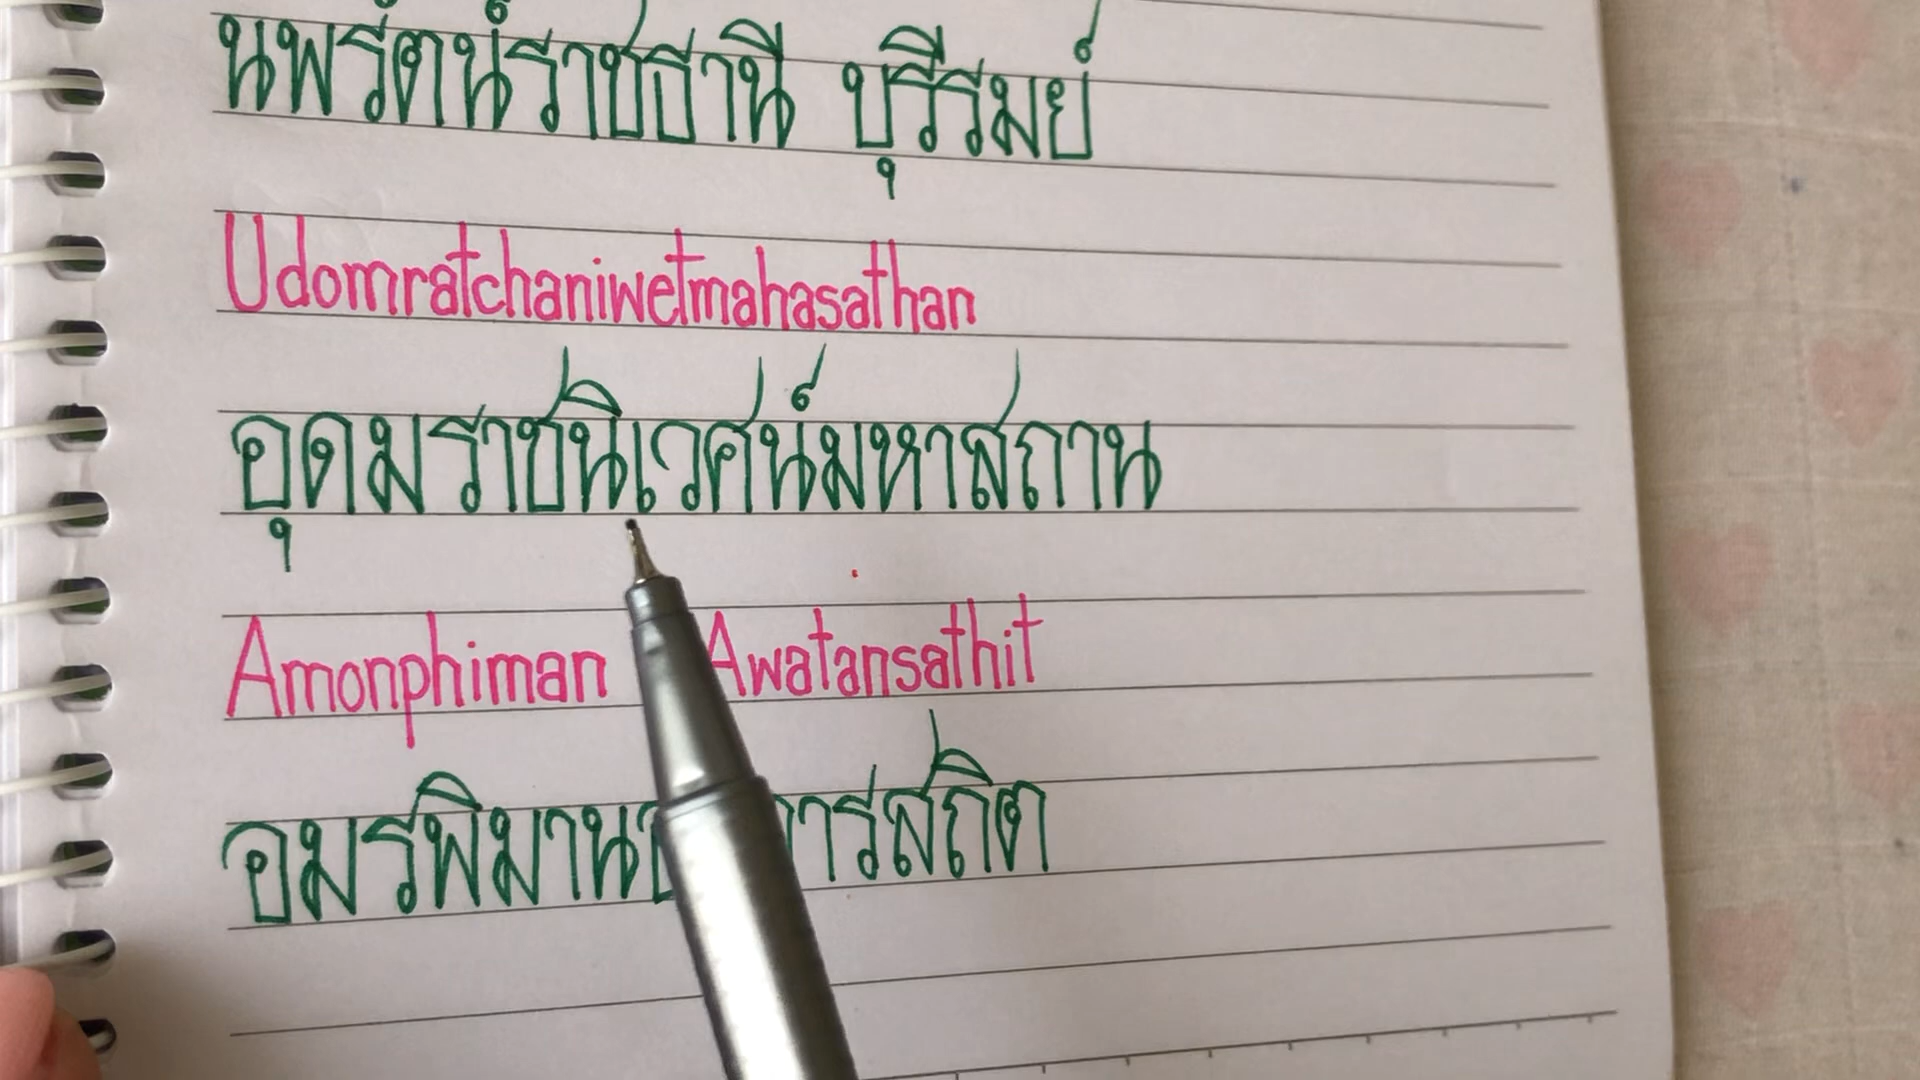 นพรัตน์ราชธานี บุรีรมย์
Udomratchaniwetmahasathan
อุดมราชนิเวศน์มหาสถาน
Amonphiman Awatansathit
อมรพิมาน